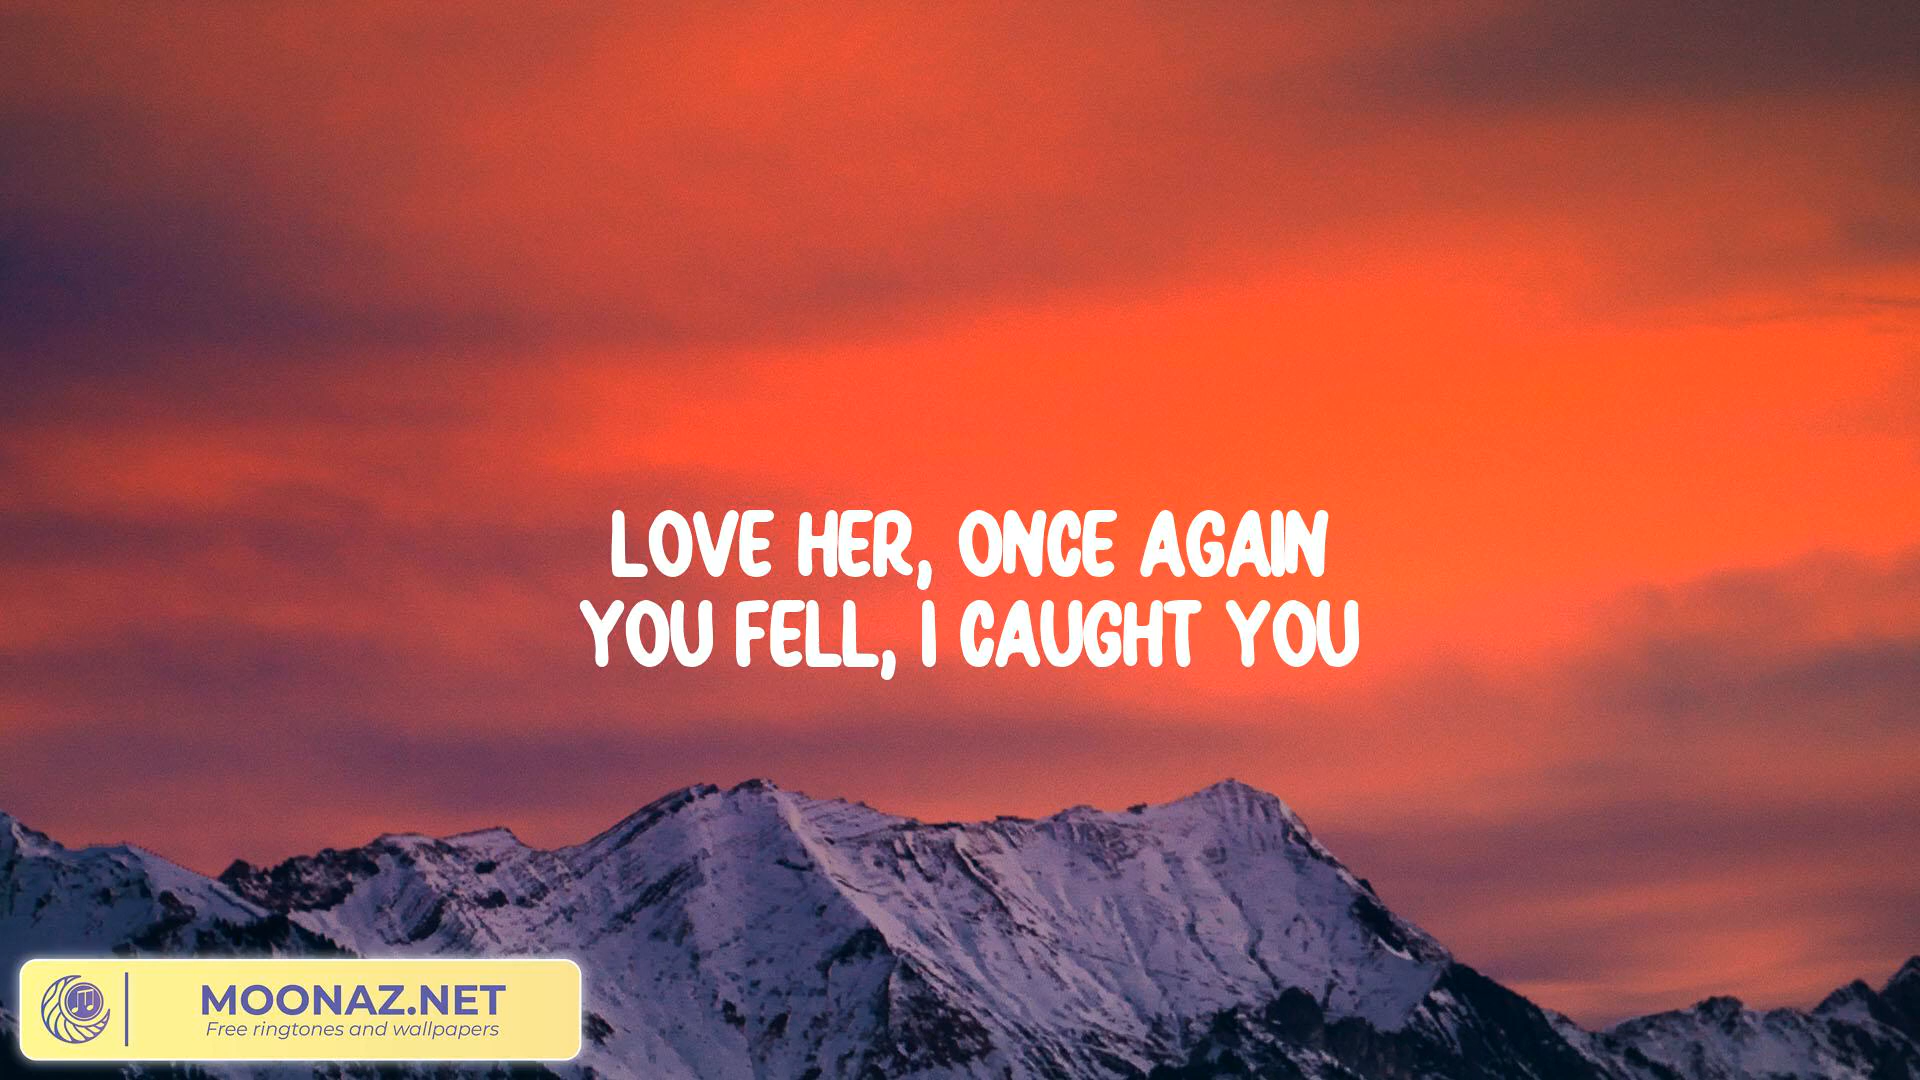 LOVE HER, ONCE AGAIN
YOU FELL, I CAUGHT YOU
MOONAZ.NET
Free ringtones and wallpapers